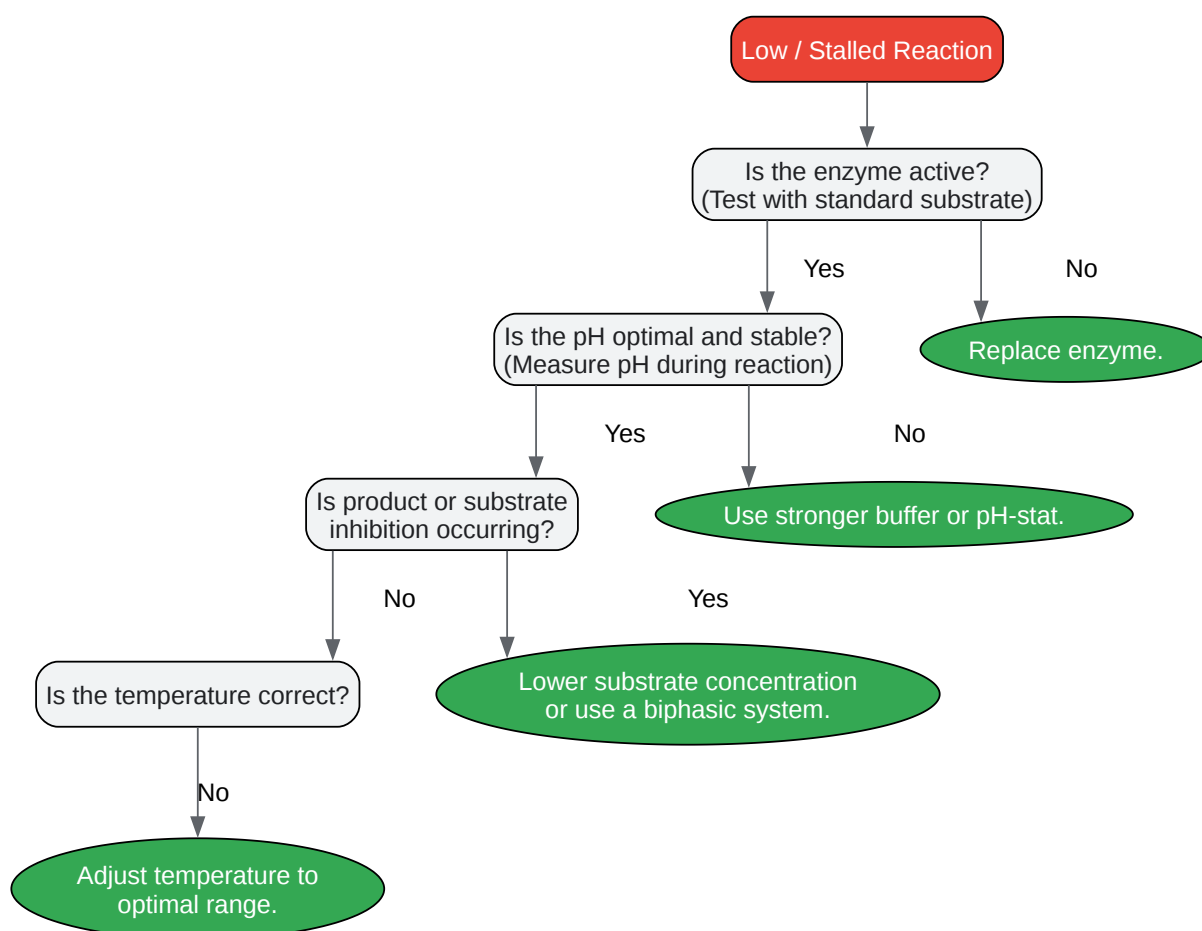 Low / Stalled Reaction
Is the enzyme active?
(Test with standard substrate)
Yes
No
Is the pH optimal and stable?
(Measure pH during reaction)
Replace enzyme.
Yes
No
Is product or substrate
inhibition occurring?
Use stronger buffer or pH-stat.
No
Yes
Is the temperature correct?
Lower substrate concentration
or use a biphasic system.
No
Adjust temperature to
optimal range.